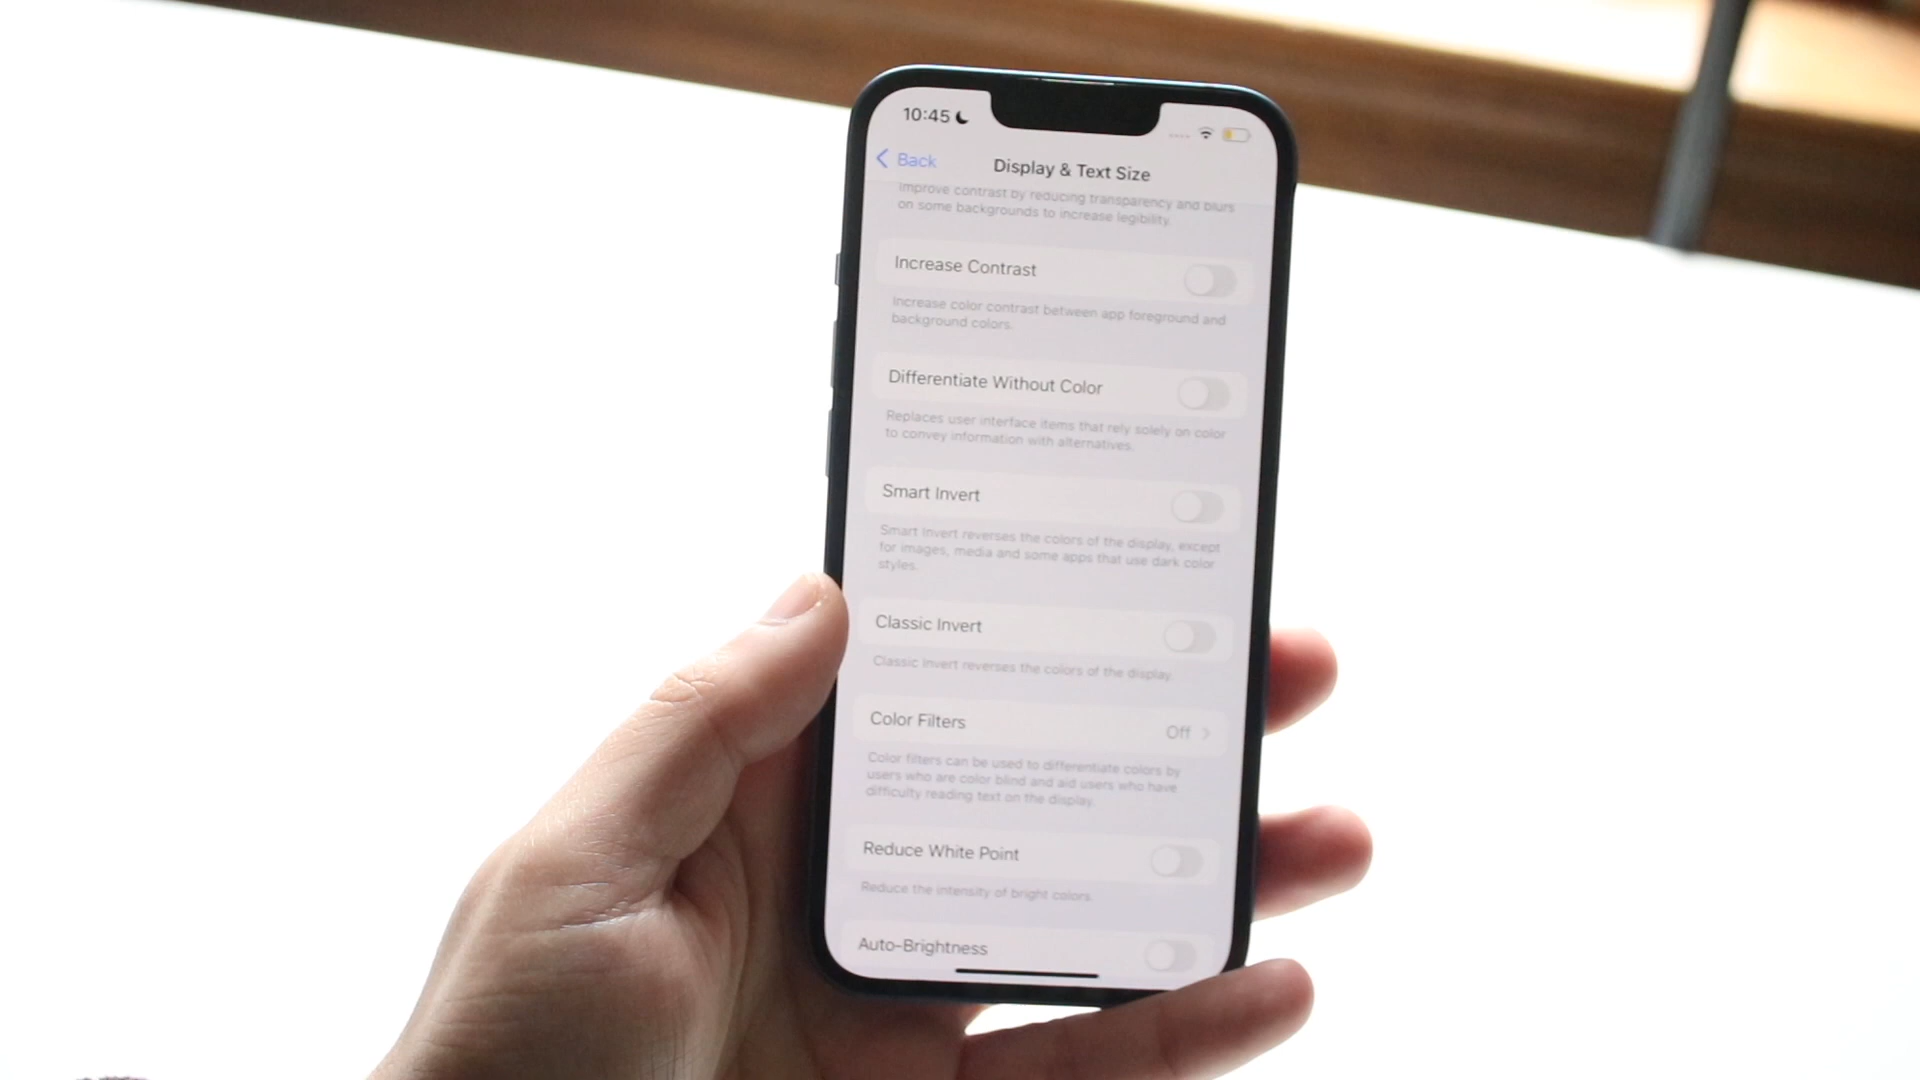 10:45
Back
Display & Text Size
Improve contrast by reducing transparency and blurs
on some backgrounds to increase legibility.
Increase Contrast
Increase color contrast between app foreground and
background colors.
Differentiate Without Color
Replaces user interface items that rely solely on color
to convey information with alternatives.
Smart Invert
Smart Invert reverses the colors of the display, except
for images, media and some apps that use dark color
styles.
Classic Invert
Classic Invert reverses the colors of the display.
Color Filters
Off
Color filters can be used to differentiate colors by
users who are color blind and aid users who have
difficulty reading text on the display.
Reduce White Point
Reduce the intensity of bright colors.
Auto-Brightness